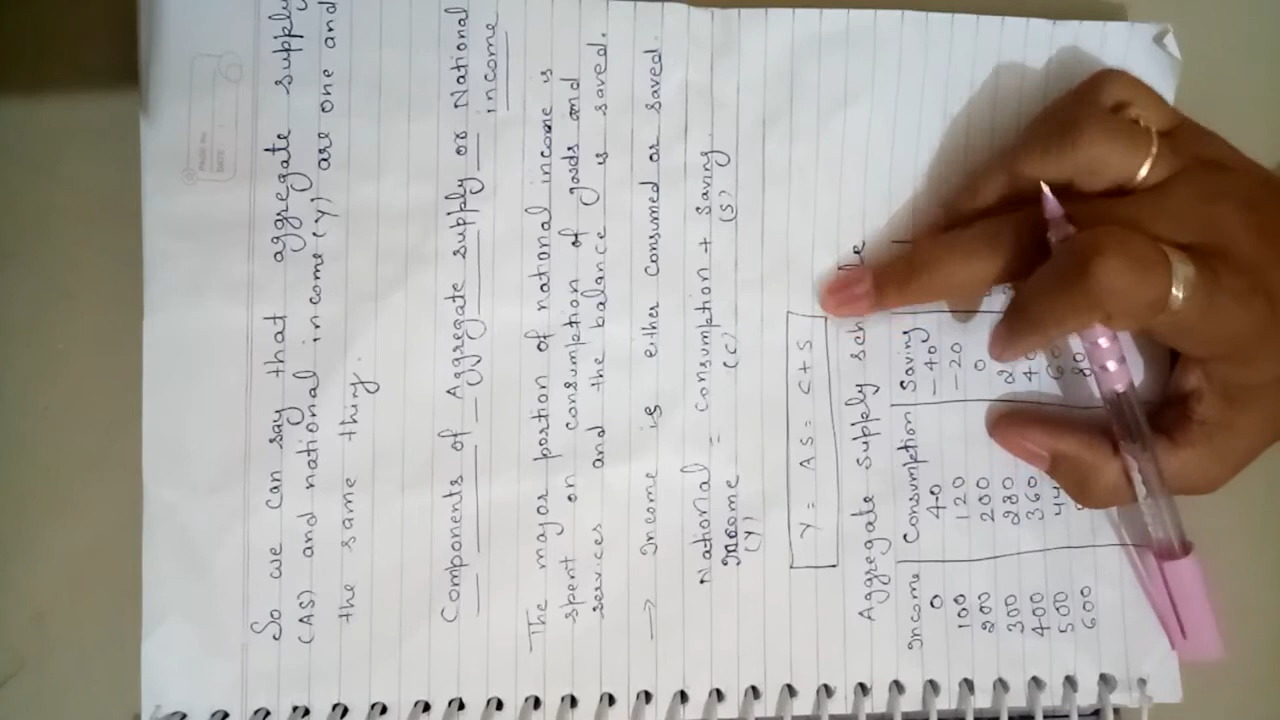 PAGE NO.
DATE
So we can say that aggregate supply
(AS) and national income (Y) are one and
the same thing.
Components of Aggregate supply or National
income
The major portion of national income is
spent on consumption of goods and
services and the balance is saved.
→ Income is either consumed or saved.
National = consumption + saving
Income (C) (S)
(Y)
Y = AS = C + S
Aggregate supply
Income Consumption Saving
0 40 -40
100 120 -20
200 200 0
300 280
400 360
500
600